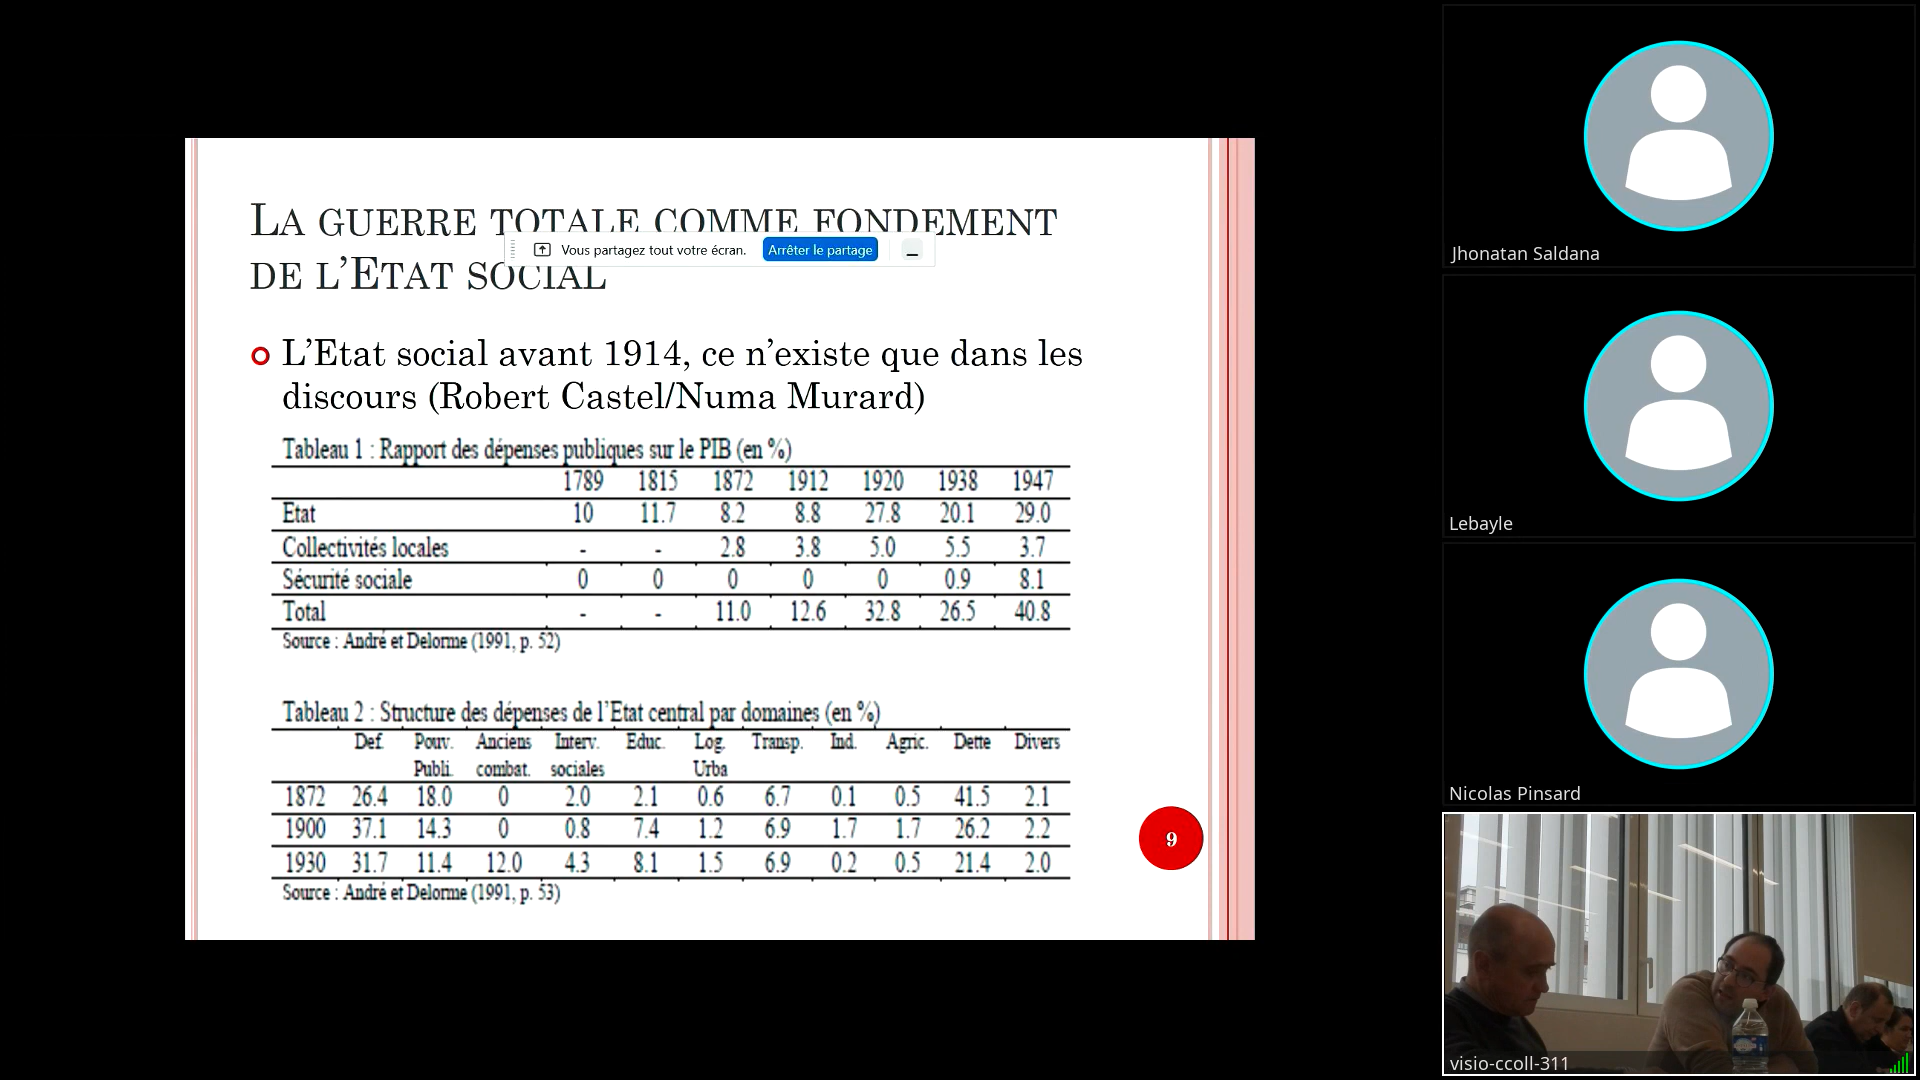 La guerre totale comme fondement
de l’Etat social
Vous partagez tout votre écran. Arrêter le partage
L’Etat social avant 1914, ce n’existe que dans les
discours (Robert Castel/Numa Murard)
Tableau 1 : Rapport des dépenses publiques sur le PIB (en %)
1789 1815 1872 1912 1920 1938 1947
Etat 10 11.7 8.2 8.8 27.8 20.1 29.0
Collectivités locales - - 2.8 3.8 5.0 5.5 3.7
Sécurité sociale 0 0 0 0 0 0.9 8.1
Total - - 11.0 12.6 32.8 26.5 40.8
Source : André et Delorme (1991, p. 52)
Tableau 2 : Structure des dépenses de l’Etat central par domaines (en %)
Def. Pouv. Anciens Interv. Educ. Log. Transp. Ind. Agric. Dette Divers
Publi. combat. sociales Urba
1872 26.4 18.0 0 2.0 2.1 0.6 6.7 0.1 0.5 41.5 2.1
1900 37.1 14.3 0 0.8 7.4 1.2 6.9 1.7 1.7 26.2 2.2
1930 31.7 11.4 12.0 4.3 8.1 1.5 6.9 0.2 0.5 21.4 2.0
Source : André et Delorme (1991, p. 53)
9
Jhonatan Saldana
Lebayle
Nicolas Pinsard
visio-ccoll-311